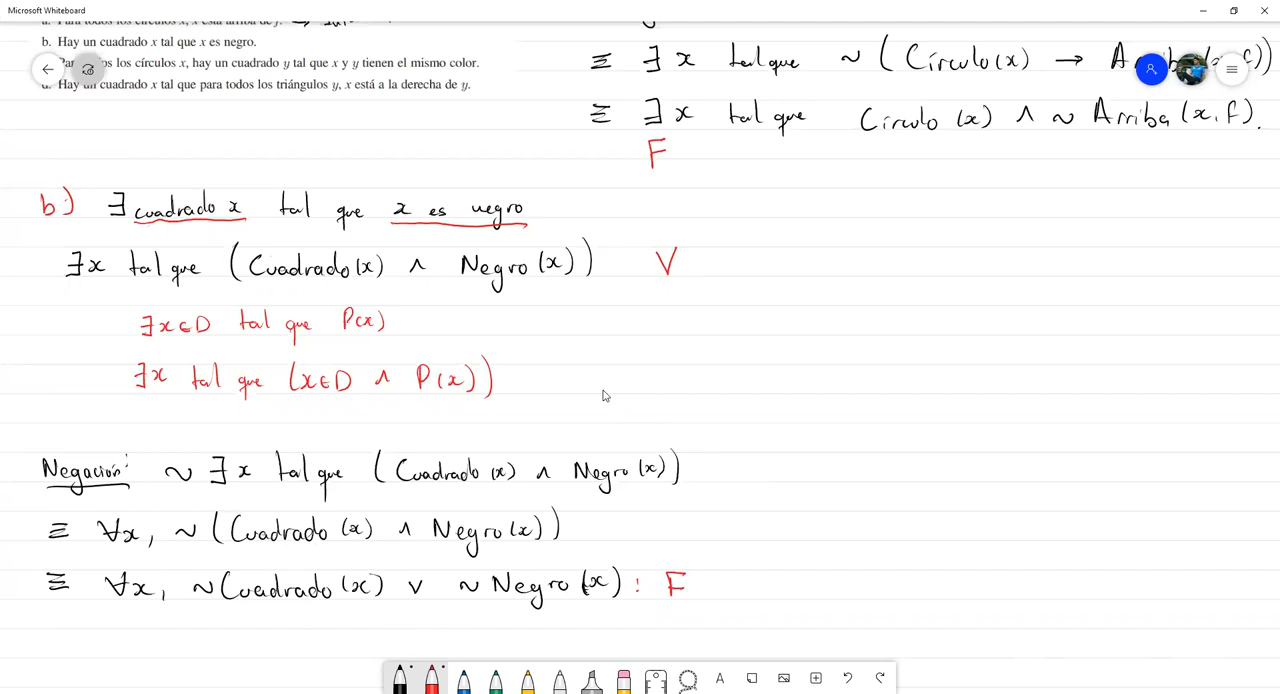 Microsoft Whiteboard
b. Hay un cuadrado x tal que x es negro.
los círculos x, hay un cuadrado y tal que x y y tienen el mismo color.
cuadrado x tal que para todos los triángulos y, x está a la derecha de y.
≡ ∃ x tal que ~ (Círculo(x) → f))
≡ ∃ x tal que Círculo (x) ∧ ~ Arriba (x, f).
F
b) ∃ cuadrado x tal que x es negro
∃x tal que (Cuadrado(x) ∧ Negro(x)) V
∃x∈D tal que P(x)
∃x tal que (x∈D ∧ P(x))
Negación: ~ ∃ x tal que (Cuadrado (x) ∧ Negro(x))
≡ ∀x, ~ (Cuadrado (x) ∧ Negro(x))
≡ ∀x, ~Cuadrado (x) ∨ ~ Negro (x) : F
A